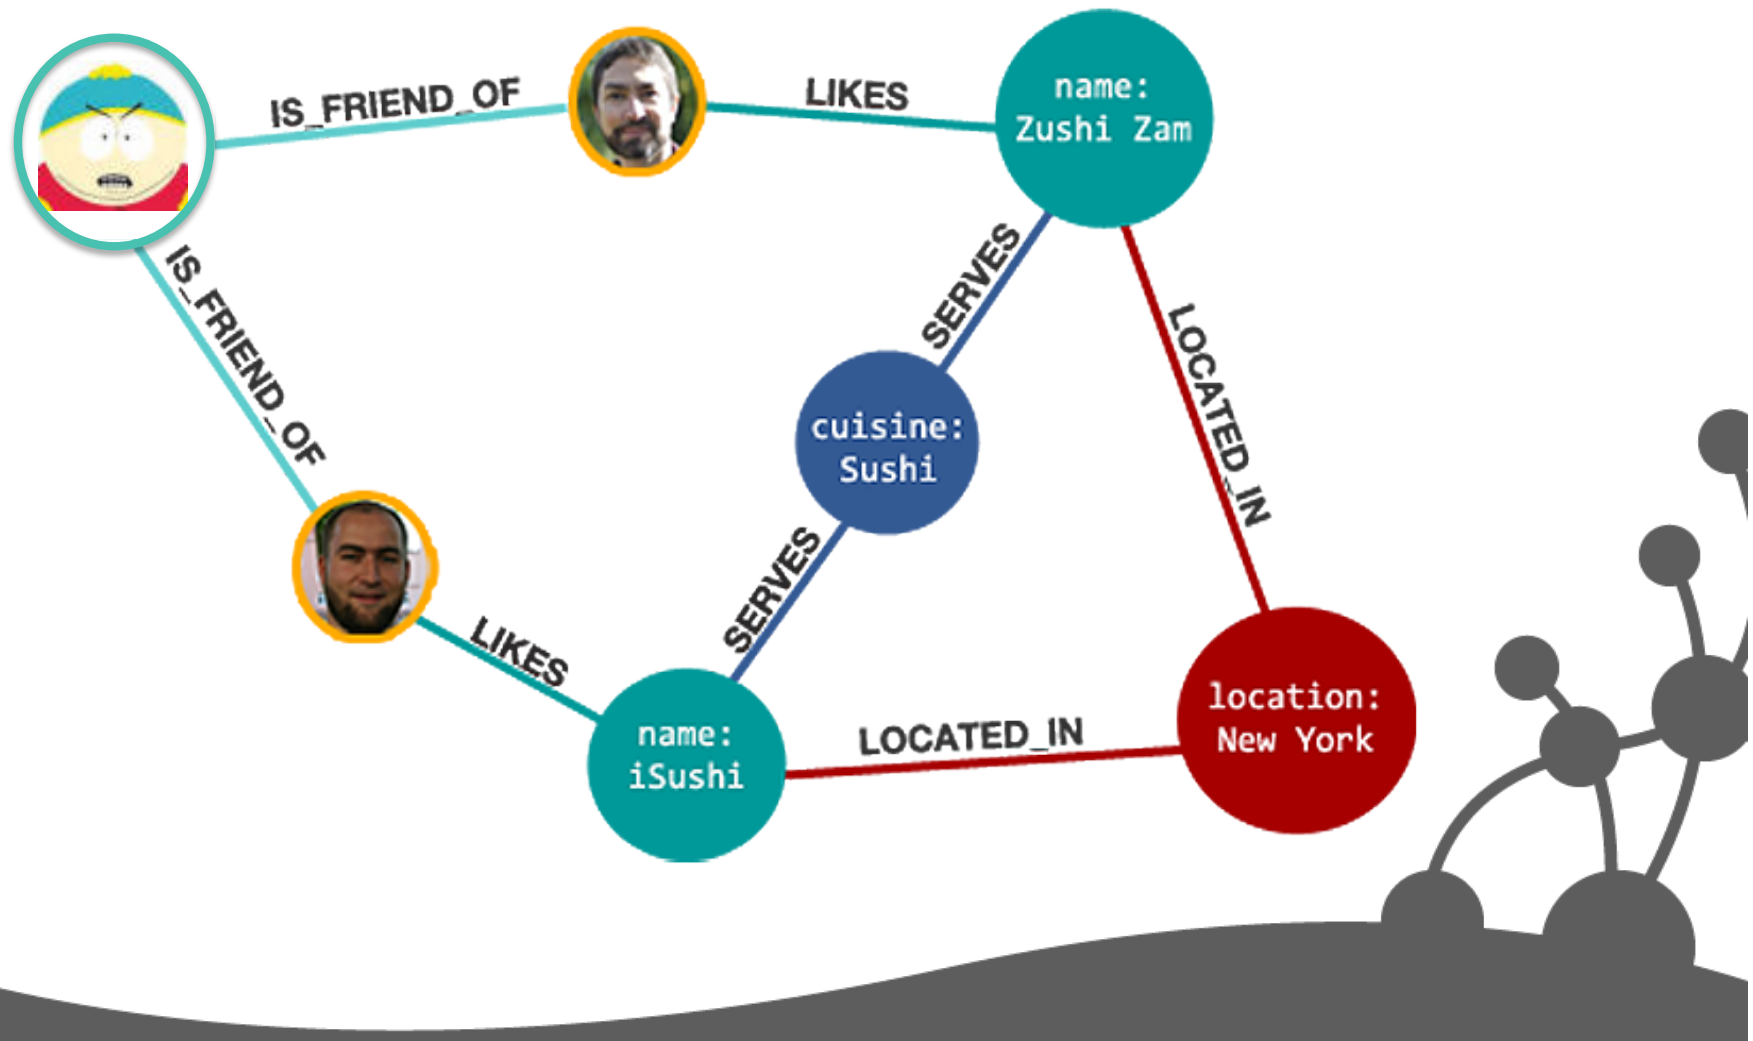 IS_FRIEND_OF
LIKES
name:
Zushi Zam
IS_FRIEND_OF
SERVES
LOCATED_IN
cuisine:
Sushi
SERVES
LIKES
name:
iSushi
LOCATED_IN
location:
New York